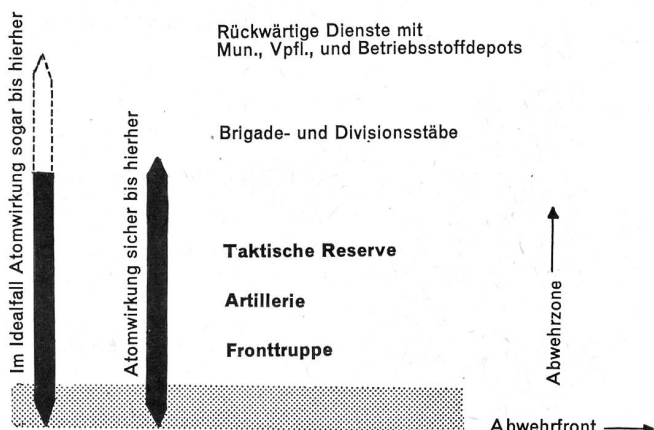 Rückwärtige Dienste mit
Mun., Vpfl., und Betriebsstoffdepots
Brigade- und Divisionsstäbe
Taktische Reserve
Artillerie
Fronttruppe
Im Idealfall Atomwirkung sogar bis hierher
Atomwirkung sicher bis hierher
Abwehrzone
Abwehrfront